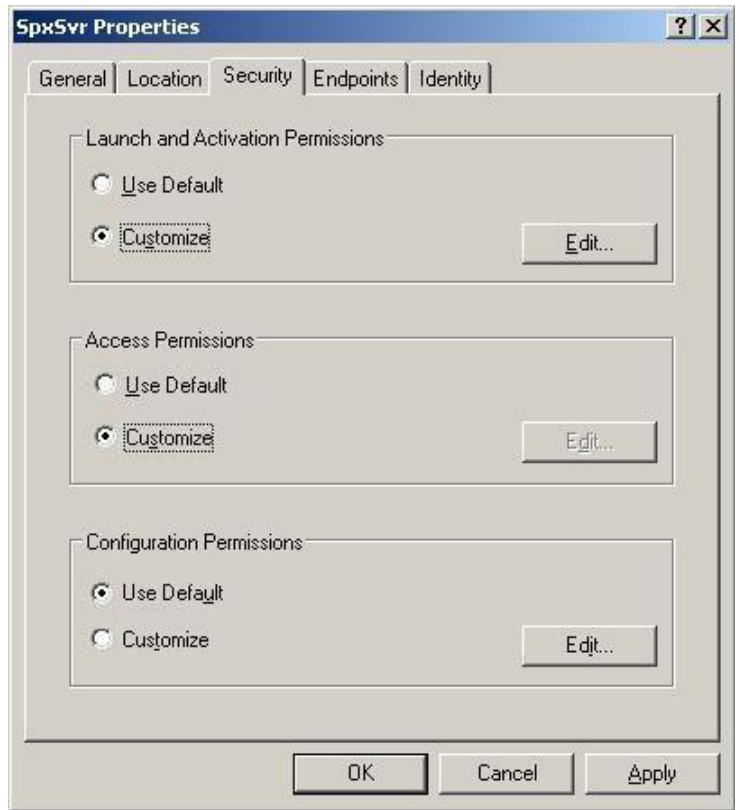 SpxSvr Properties
General Location Security Endpoints Identity
Launch and Activation Permissions
Use Default
Customize
Edit...
Access Permissions
Use Default
Customize
Edit...
Configuration Permissions
Use Default
Customize
Edit...
OK Cancel Apply